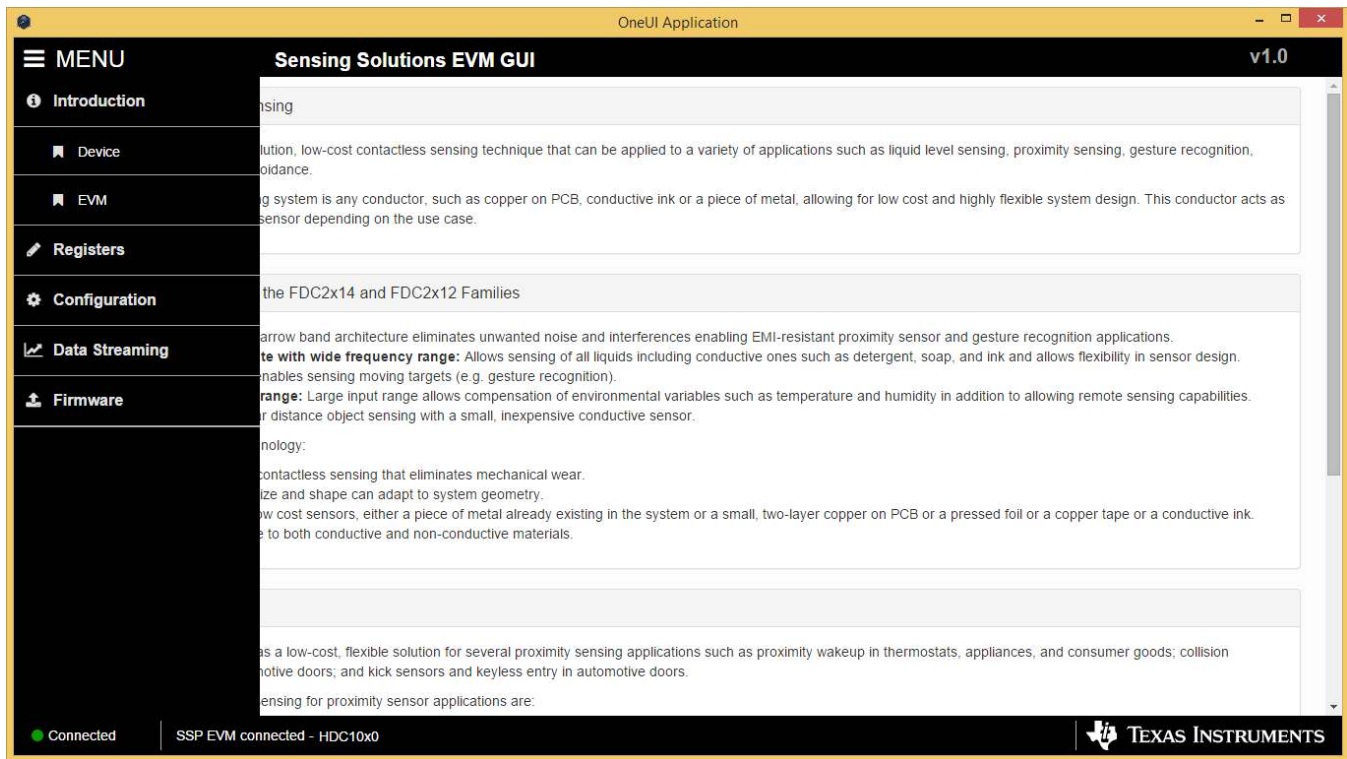 OneUI Application
MENU
Sensing Solutions EVM GUI
v1.0
Introduction
Device
EVM
Registers
Configuration
Data Streaming
Firmware
nsing
lution, low-cost contactless sensing technique that can be applied to a variety of applications such as liquid level sensing, proximity sensing, gesture recognition,
oidance.
g system is any conductor, such as copper on PCB, conductive ink or a piece of metal, allowing for low cost and highly flexible system design. This conductor acts as
sensor depending on the use case.
the FDC2x14 and FDC2x12 Families
arrow band architecture eliminates unwanted noise and interferences enabling EMI-resistant proximity sensor and gesture recognition applications.
te with wide frequency range: Allows sensing of all liquids including conductive ones such as detergent, soap, and ink and allows flexibility in sensor design.
enables sensing moving targets (e.g. gesture recognition).
range: Large input range allows compensation of environmental variables such as temperature and humidity in addition to allowing remote sensing capabilities.
r distance object sensing with a small, inexpensive conductive sensor.
nology:
contactless sensing that eliminates mechanical wear.
ize and shape can adapt to system geometry.
ow cost sensors, either a piece of metal already existing in the system or a small, two-layer copper on PCB or a pressed foil or a copper tape or a conductive ink.
e to both conductive and non-conductive materials.
as a low-cost, flexible solution for several proximity sensing applications such as proximity wakeup in thermostats, appliances, and consumer goods; collision
motive doors; and kick sensors and keyless entry in automotive doors.
ensing for proximity sensor applications are:
Connected
SSP EVM connected - HDC10x0
TEXAS INSTRUMENTS